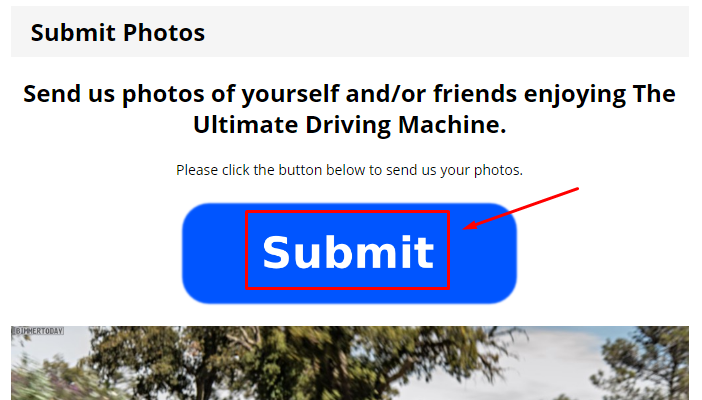 Submit Photos
Send us photos of yourself and/or friends enjoying The
Ultimate Driving Machine.
Please click the button below to send us your photos.
Submit
BIMMERTODAY